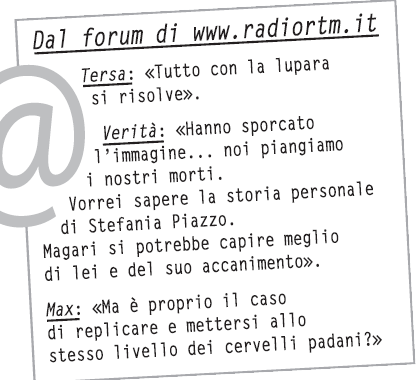 Dal forum di www.radiortm.it
@
Tersa: «Tutto con la lupara
si risolve».
Verità: «Hanno sporcato
l'immagine... noi piangiamo
i nostri morti.
Vorrei sapere la storia personale
di Stefania Piazzo.
Magari si potrebbe capire meglio
di lei e del suo accanimento».
Max: «Ma è proprio il caso
di replicare e mettersi allo
stesso livello dei cervelli padani?»